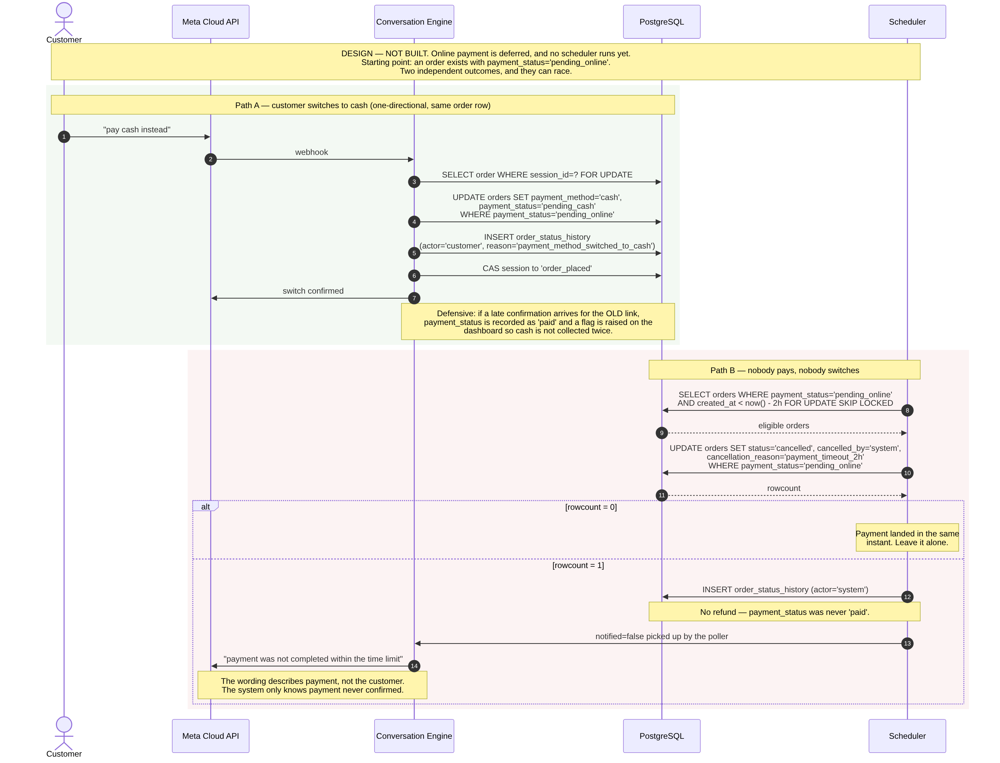 Customer
Meta Cloud API
Conversation Engine
PostgreSQL
Scheduler
DESIGN — NOT BUILT. Online payment is deferred, and no scheduler runs yet.
Starting point: an order exists with payment_status='pending_online'.
Two independent outcomes, and they can race.
Path A — customer switches to cash (one-directional, same order row)
"pay cash instead"
1
webhook
2
SELECT order WHERE session_id=? FOR UPDATE
3
UPDATE orders SET payment_method='cash',
payment_status='pending_cash'
WHERE payment_status='pending_online'
4
INSERT order_status_history
(actor='customer', reason='payment_method_switched_to_cash')
5
CAS session to 'order_placed'
6
switch confirmed
7
Defensive: if a late confirmation arrives for the OLD link,
payment_status is recorded as 'paid' and a flag is raised on the
dashboard so cash is not collected twice.
Path B — nobody pays, nobody switches
SELECT orders WHERE payment_status='pending_online'
AND created_at < now() - 2h FOR UPDATE SKIP LOCKED
8
eligible orders
9
UPDATE orders SET status='cancelled', cancelled_by='system',
cancellation_reason='payment_timeout_2h'
WHERE payment_status='pending_online'
10
rowcount
11
alt
[rowcount = 0]
Payment landed in the same
instant. Leave it alone.
[rowcount = 1]
INSERT order_status_history (actor='system')
12
No refund — payment_status was never 'paid'.
notified=false picked up by the poller
13
"payment was not completed within the time limit"
14
The wording describes payment, not the customer.
The system only knows payment never confirmed.
Customer
Meta Cloud API
Conversation Engine
PostgreSQL
Scheduler